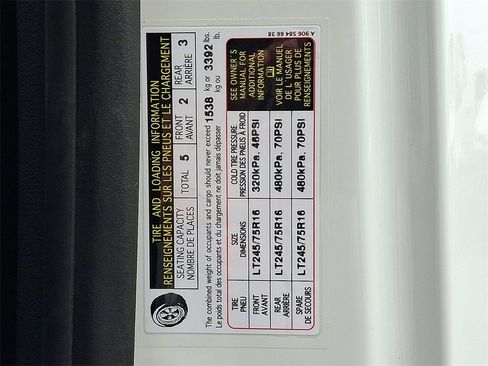 A 906 584 66 38
TIRE AND LOADING INFORMATION
RENSEIGNEMENTS SUR LES PNEUS ET LE CHARGEMENT
SEATING CAPACITY TOTAL 5 FRONT 2 REAR 3
NOMBRE DE PLACES AVANT ARRIÈRE
The combined weight of occupants and cargo should never exceed 1538 kg or 3392 lbs.
Le poids total des occupants et du chargement ne doit jamais dépasser kg ou lb.
TIRE SIZE COLD TIRE PRESSURE
PNEU DIMENSIONS PRESSION DES PNEUS À FROID
FRONT LT245/75R16 320kPa, 46PSI
AVANT
REAR LT245/75R16 480kPa, 70PSI
ARRIÈRE
SPARE LT245/75R16 480kPa, 70PSI
DE SECOURS
SEE OWNER'S
MANUAL FOR
ADDITIONAL
INFORMATION
VOIR LE MANUEL
DE L'USAGER
POUR PLUS DE
RENSEIGNEMENTS